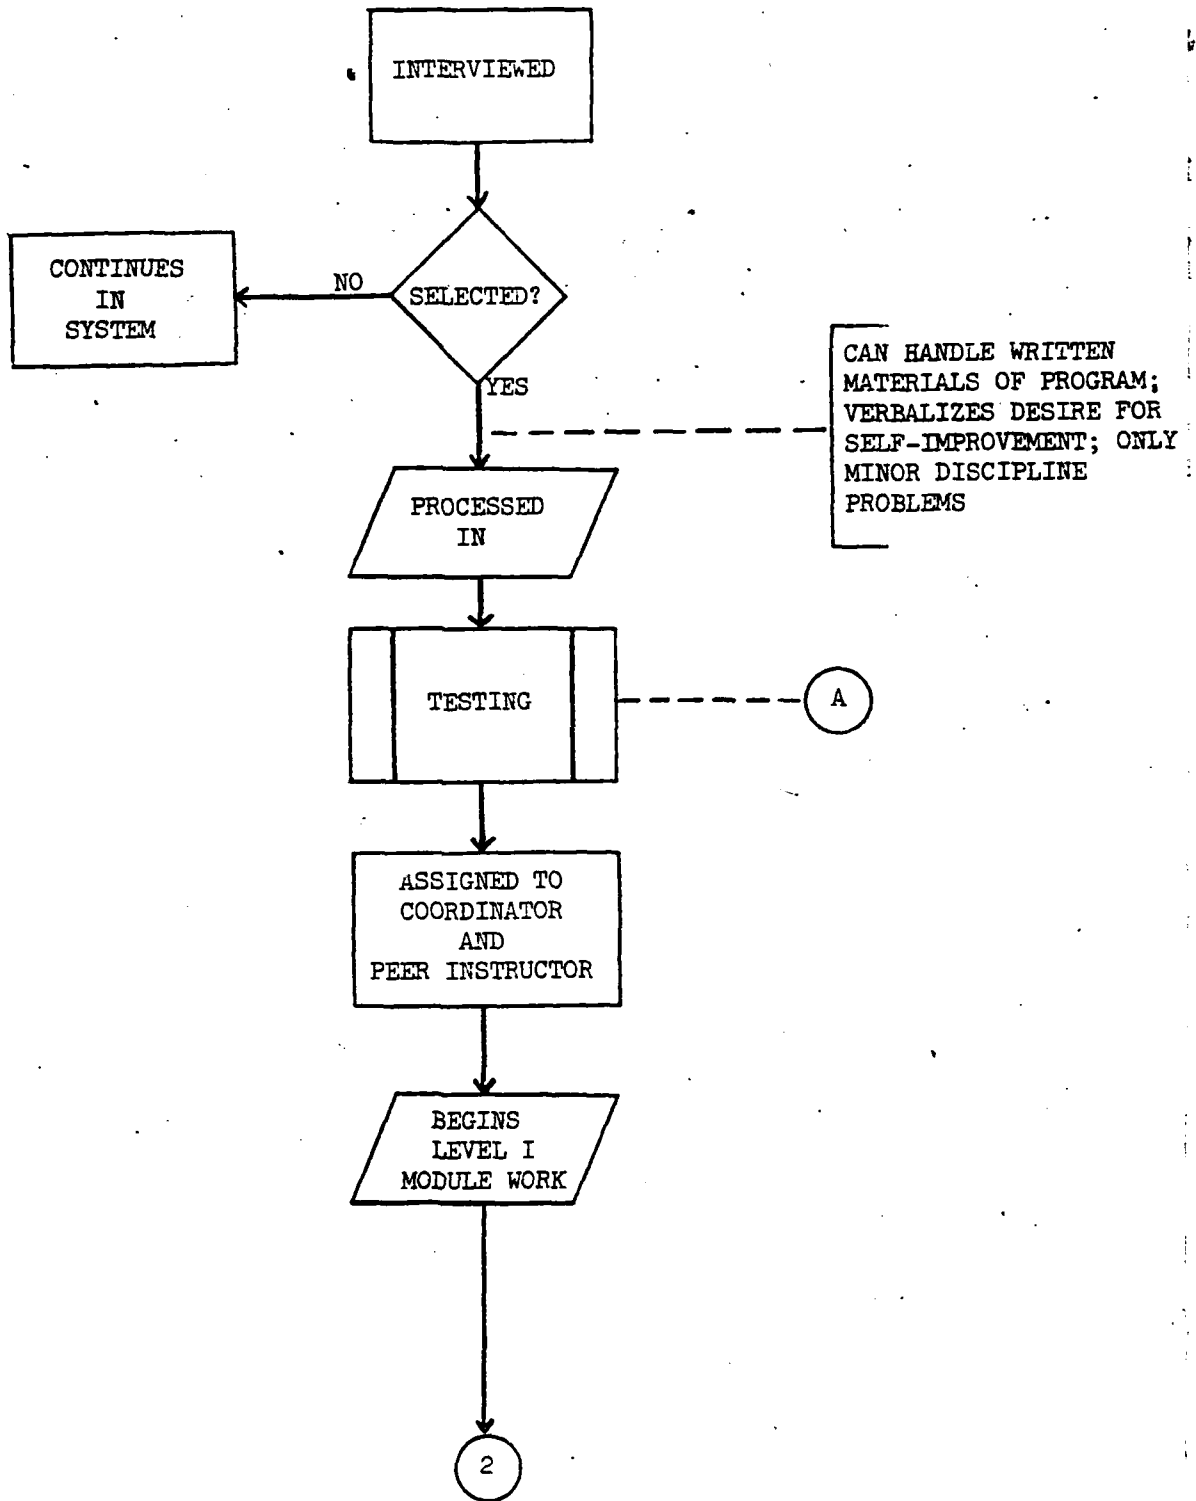 INTERVIEWED
SELECTED?
NO
CONTINUES
IN
SYSTEM
YES
CAN HANDLE WRITTEN
MATERIALS OF PROGRAM;
VERBALIZES DESIRE FOR
SELF-IMPROVEMENT; ONLY
MINOR DISCIPLINE
PROBLEMS
PROCESSED
IN
TESTING
A
ASSIGNED TO
COORDINATOR
AND
PEER INSTRUCTOR
BEGINS
LEVEL I
MODULE WORK
2